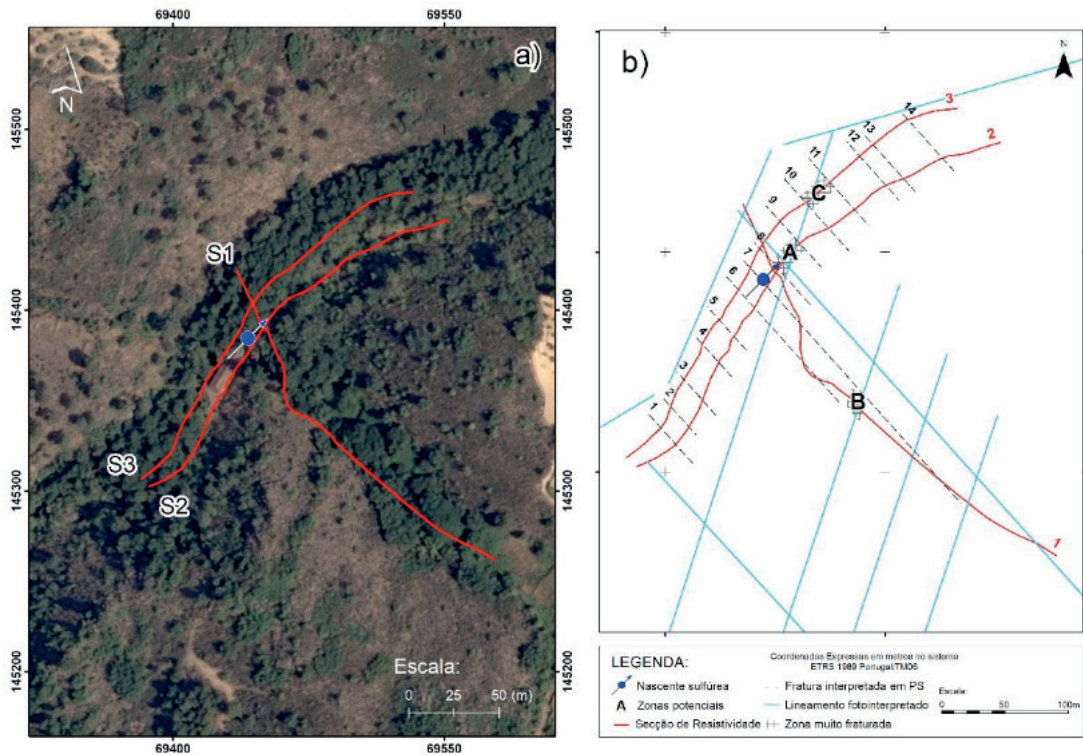 69400 69550
a)
N
145500
145500
S1
145400
145400
S3
S2
145300
145300
145200
145200
Escala:
0 25 50 (m)
69400 69550
b)
N
3
2
14
13
12
11
10
C
9
8
A
7
6
5
4
3
2
1
B
1
LEGENDA:
Coordenadas Expressas em metros no sistema
ETRS 1989 Portugal/TM06
Nascente sulfúrea
Fratura interpretada em PS
Escala:
A Zonas potenciais
Lineamento fotointerpretado
0 50 100m
Secção de Resistividade
Zona muito fraturada